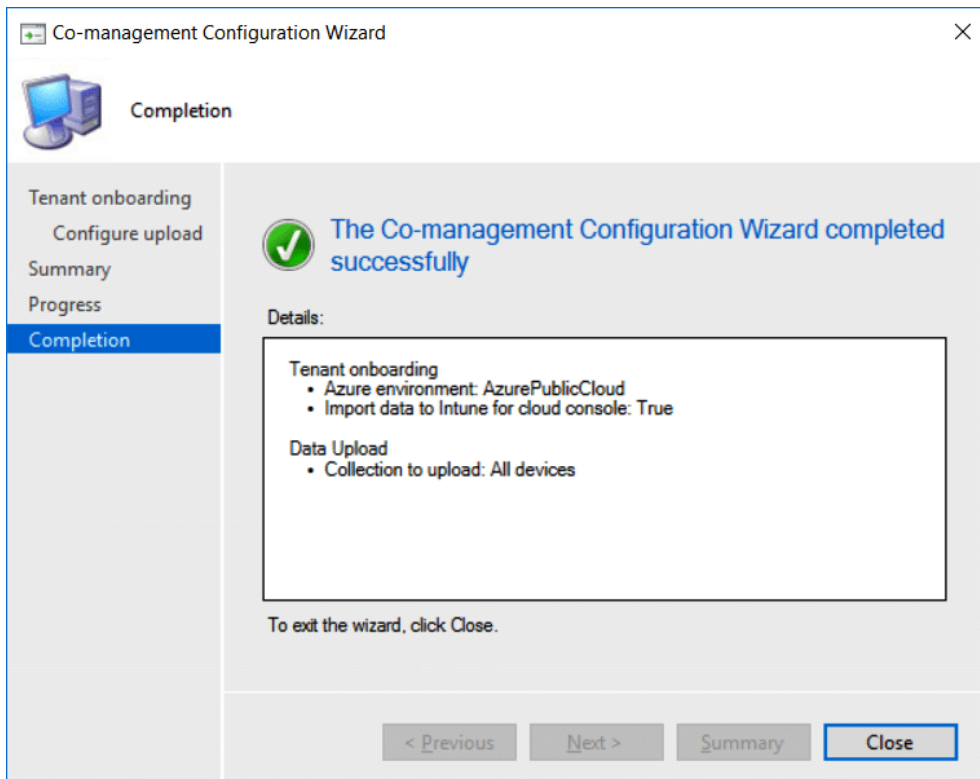 Co-management Configuration Wizard
Completion
Tenant onboarding
Configure upload
Summary
Progress
Completion
The Co-management Configuration Wizard completed
successfully
Details:
Tenant onboarding
• Azure environment: AzurePublicCloud
• Import data to Intune for cloud console: True
Data Upload
• Collection to upload: All devices
To exit the wizard, click Close.
< Previous
Next >
Summary
Close